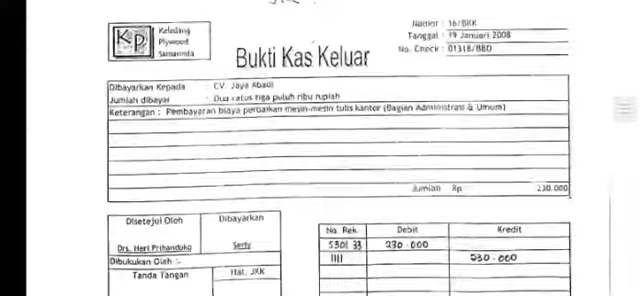 Keledang
Plywood
Samarinda
KP
Bukti Kas Keluar
Nomor : 16/BKK
Tanggal : 19 Januari 2008
No. Check : 01318/BBD
Dibayarkan Kepada : CV. Jaya Abadi
Jumlah dibayar : Dua ratus tiga puluh ribu rupiah
Keterangan : Pembayaran biaya perbaikan mesin-mesin tulis kantor (Bagian Administrasi & Umum)
Jumlah Rp 230.000
Disetejui Oleh Dibayarkan
Drs. Heri Prihandoko Serly
Dibukukan Oleh :
Tanda Tangan Hal. JKK
No. Rek. Debit Kredit
5301 33 230.000
1111 230.000